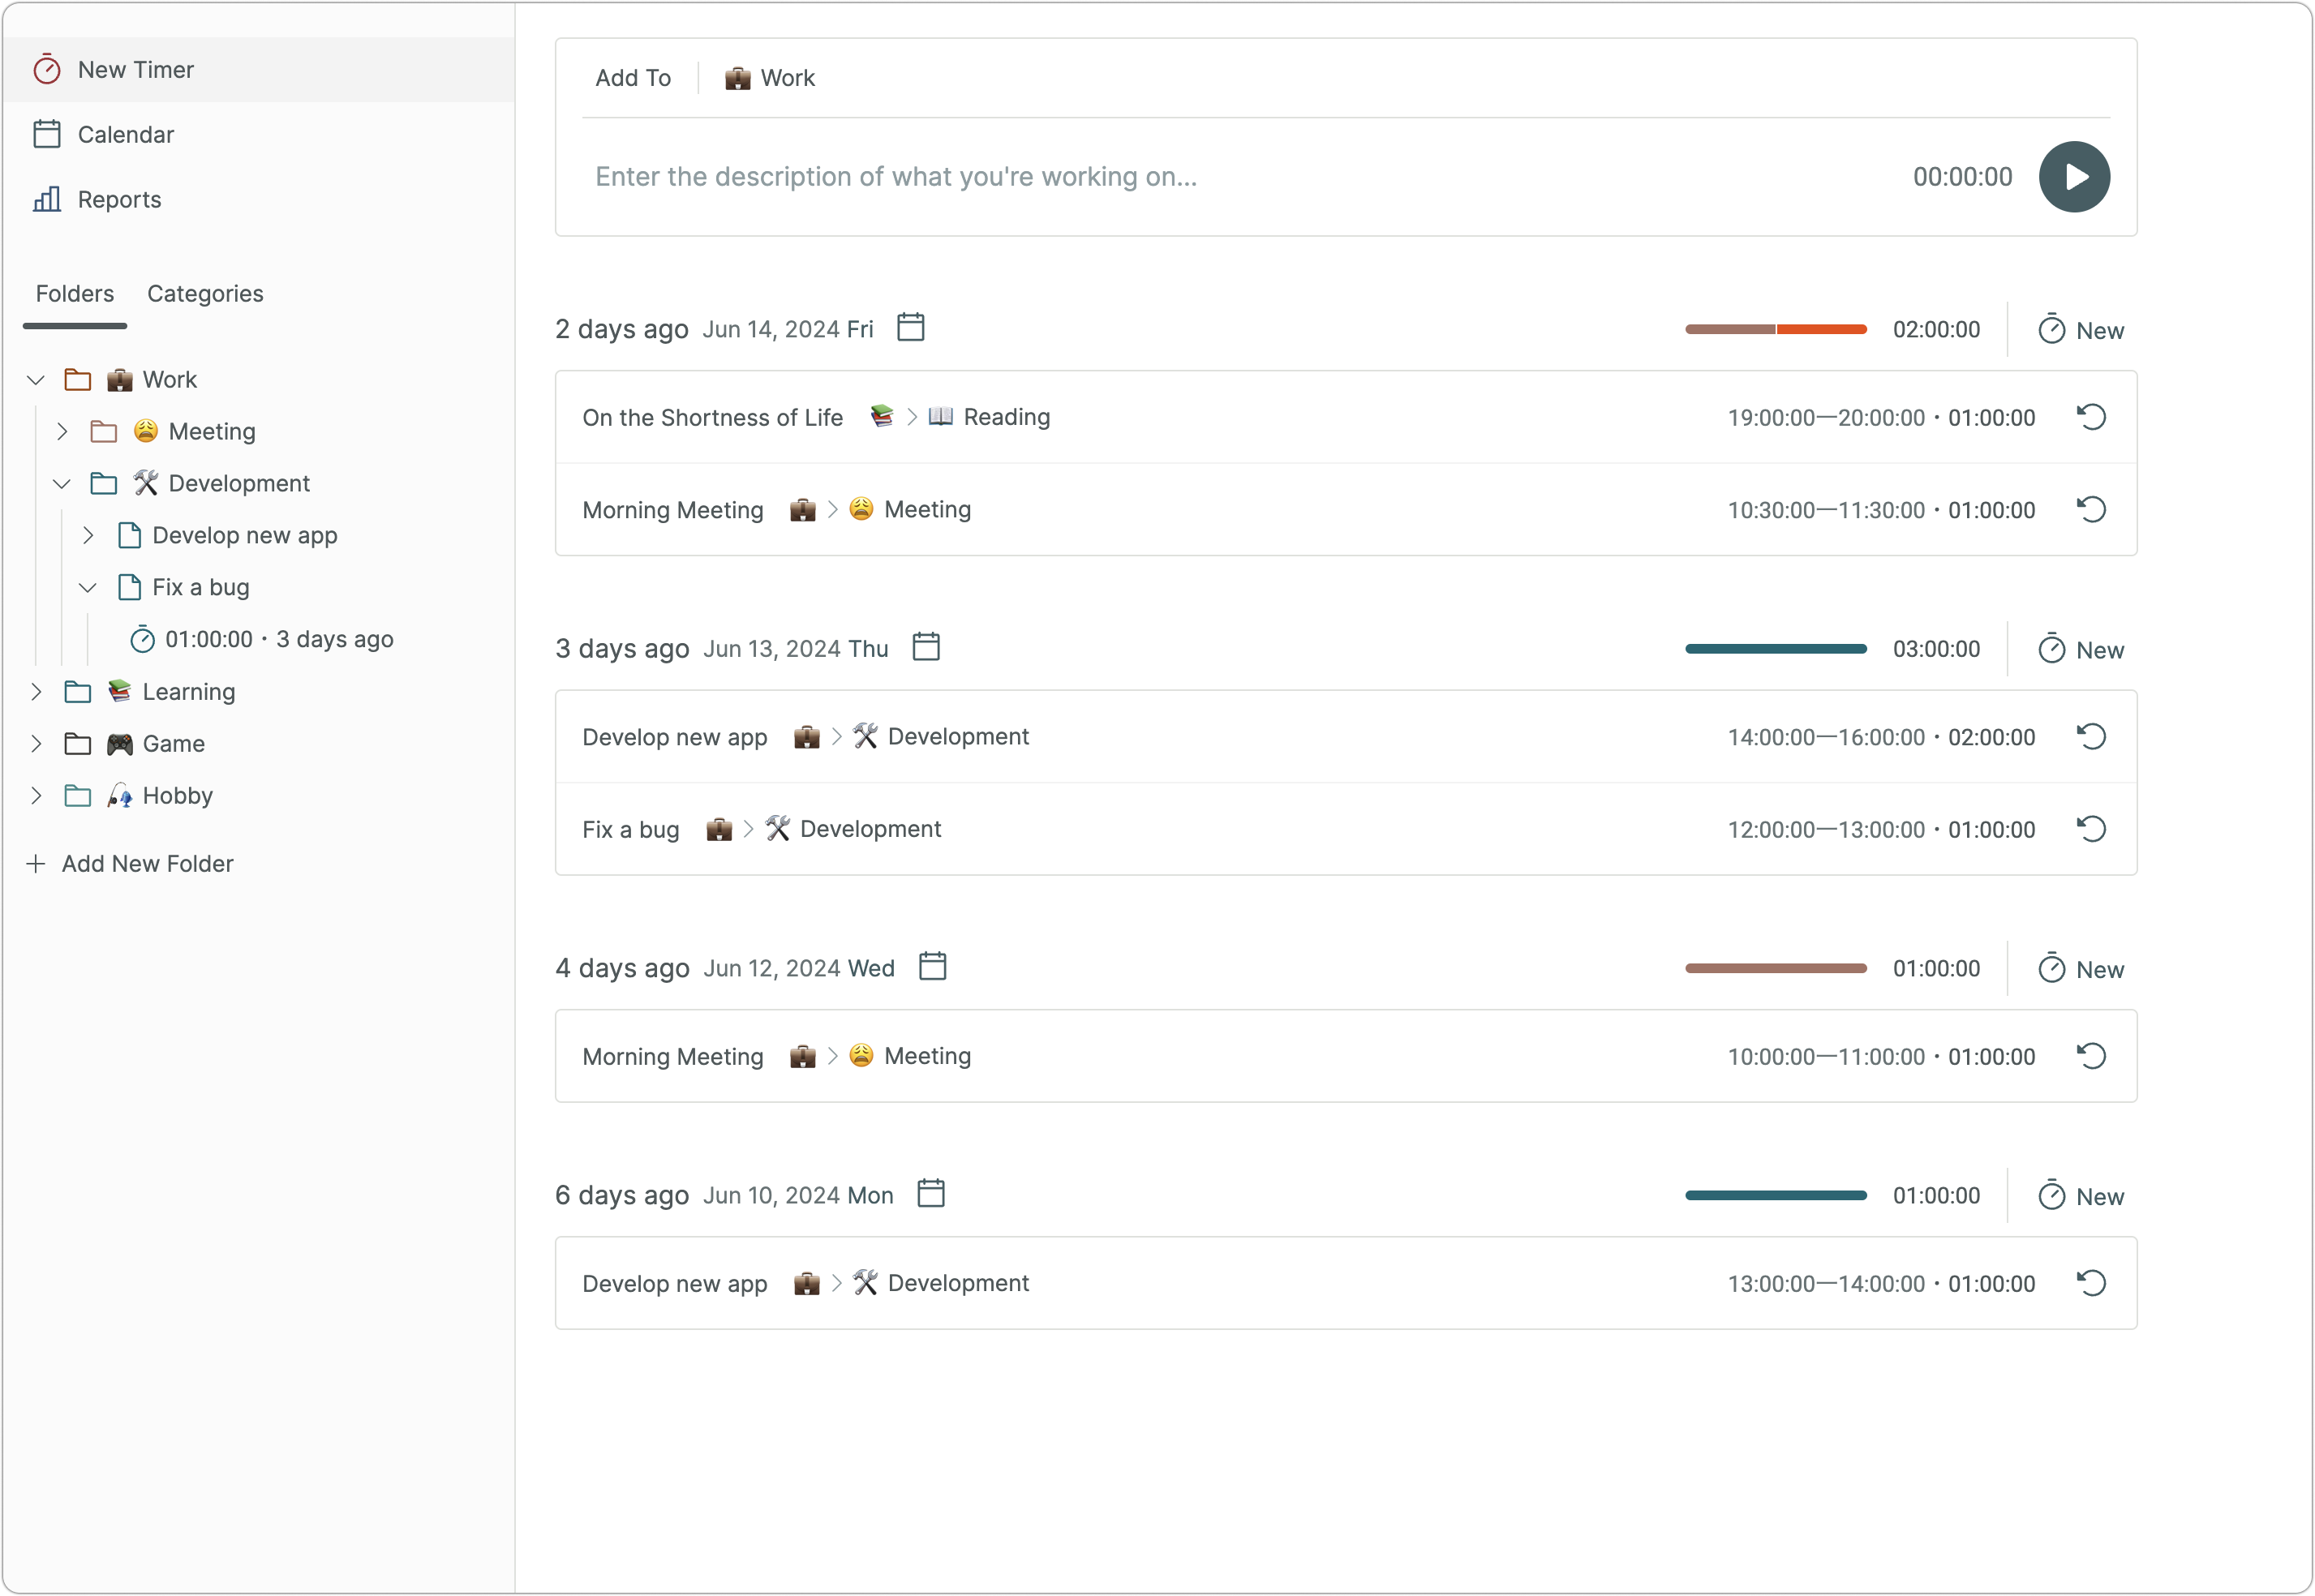 New Timer
Calendar
Reports
Folders Categories
Work
Meeting
Development
Develop new app
Fix a bug
01:00:00 · 3 days ago
Learning
Game
Hobby
Add New Folder
Add To Work
Enter the description of what you're working on... 00:00:00
2 days ago Jun 14, 2024 Fri 02:00:00 New
On the Shortness of Life > Reading 19:00:00—20:00:00 · 01:00:00
Morning Meeting > Meeting 10:30:00—11:30:00 · 01:00:00
3 days ago Jun 13, 2024 Thu 03:00:00 New
Develop new app > Development 14:00:00—16:00:00 · 02:00:00
Fix a bug > Development 12:00:00—13:00:00 · 01:00:00
4 days ago Jun 12, 2024 Wed 01:00:00 New
Morning Meeting > Meeting 10:00:00—11:00:00 · 01:00:00
6 days ago Jun 10, 2024 Mon 01:00:00 New
Develop new app > Development 13:00:00—14:00:00 · 01:00:00